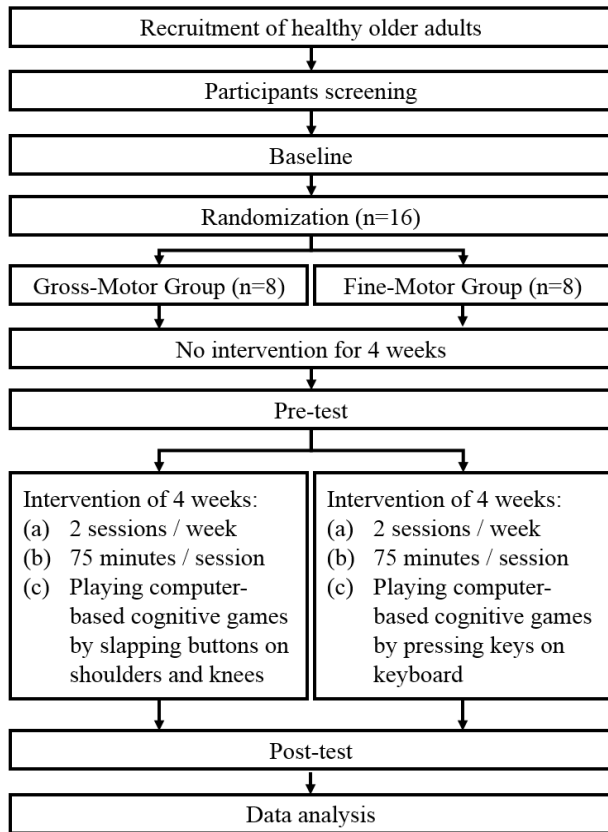 Recruitment of healthy older adults
Participants screening
Baseline
Randomization (n=16)
Gross-Motor Group (n=8)
Fine-Motor Group (n=8)
No intervention for 4 weeks
Pre-test
Intervention of 4 weeks:
(a) 2 sessions / week
(b) 75 minutes / session
(c) Playing computer-
based cognitive games
by slapping buttons on
shoulders and knees
Intervention of 4 weeks:
(a) 2 sessions / week
(b) 75 minutes / session
(c) Playing computer-
based cognitive games
by pressing keys on
keyboard
Post-test
Data analysis